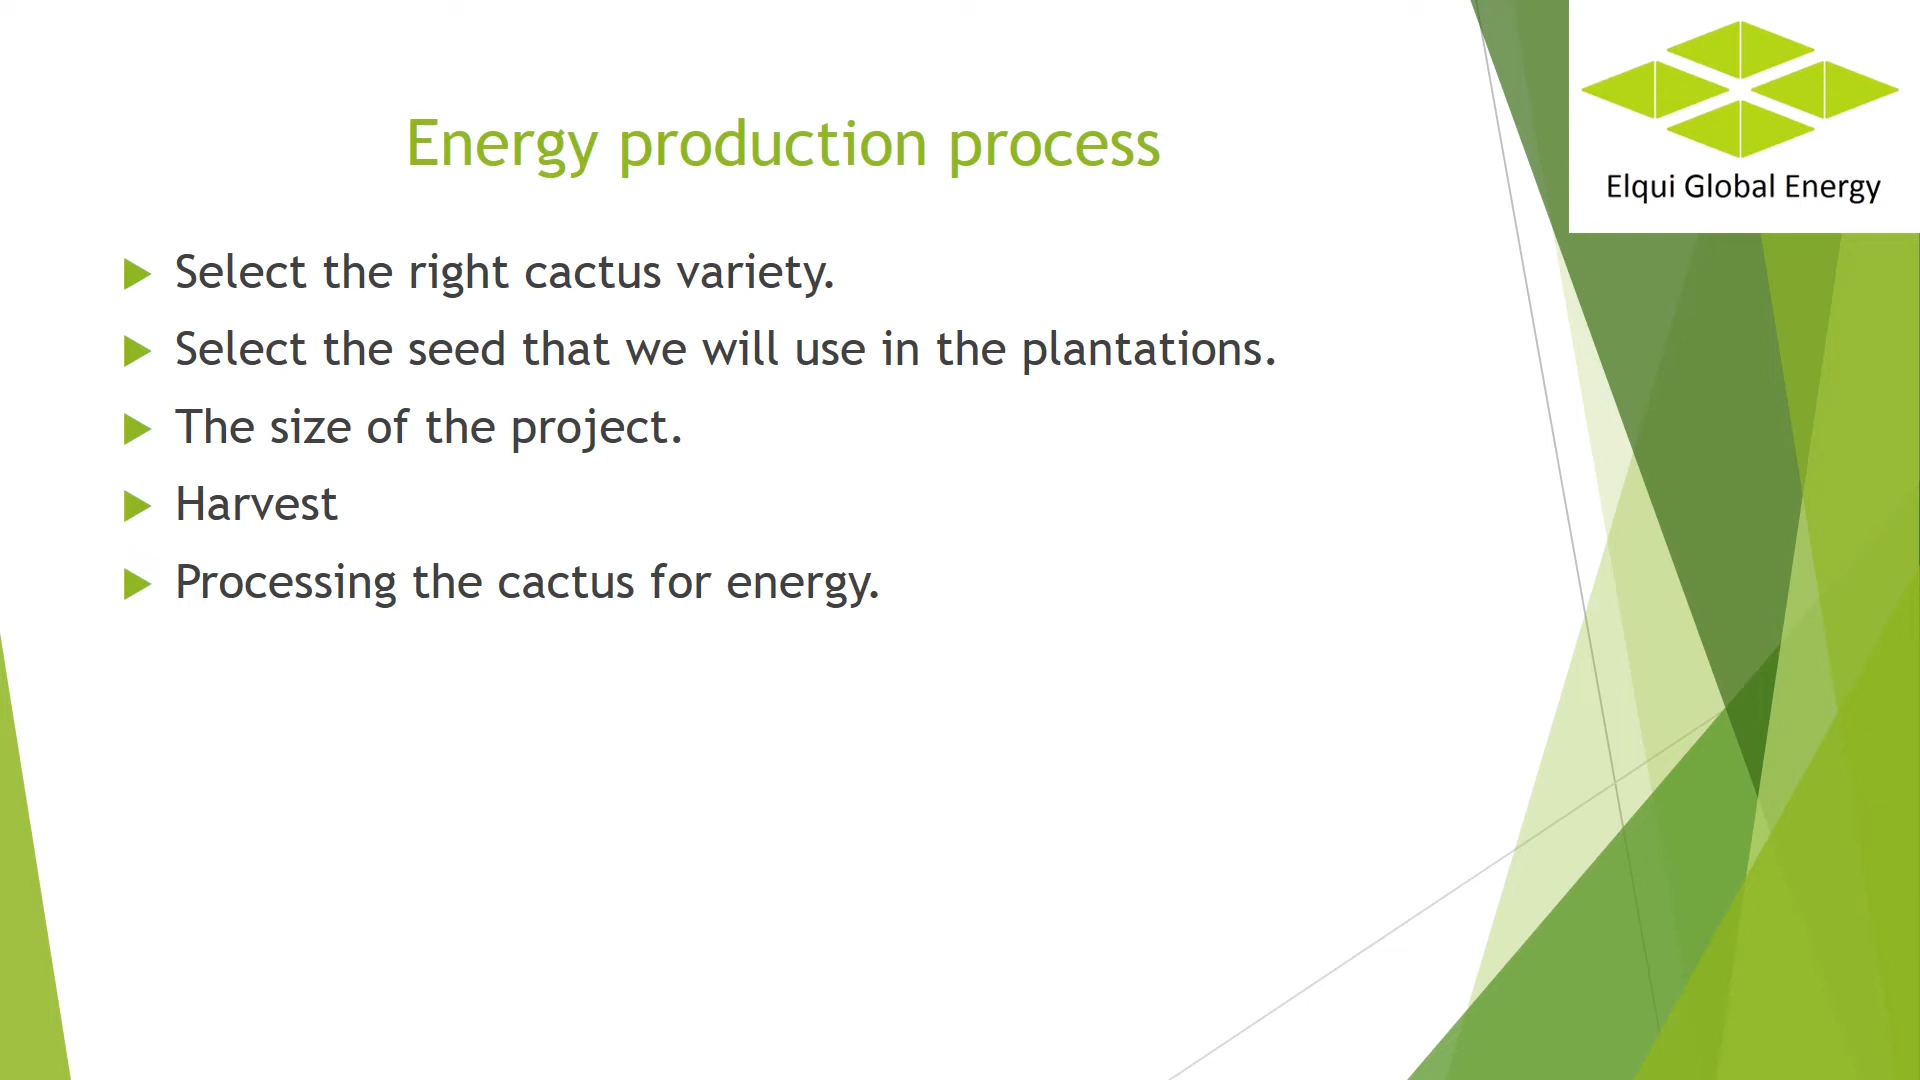 Energy production process
Elqui Global Energy
Select the right cactus variety.
Select the seed that we will use in the plantations.
The size of the project.
Harvest
Processing the cactus for energy.